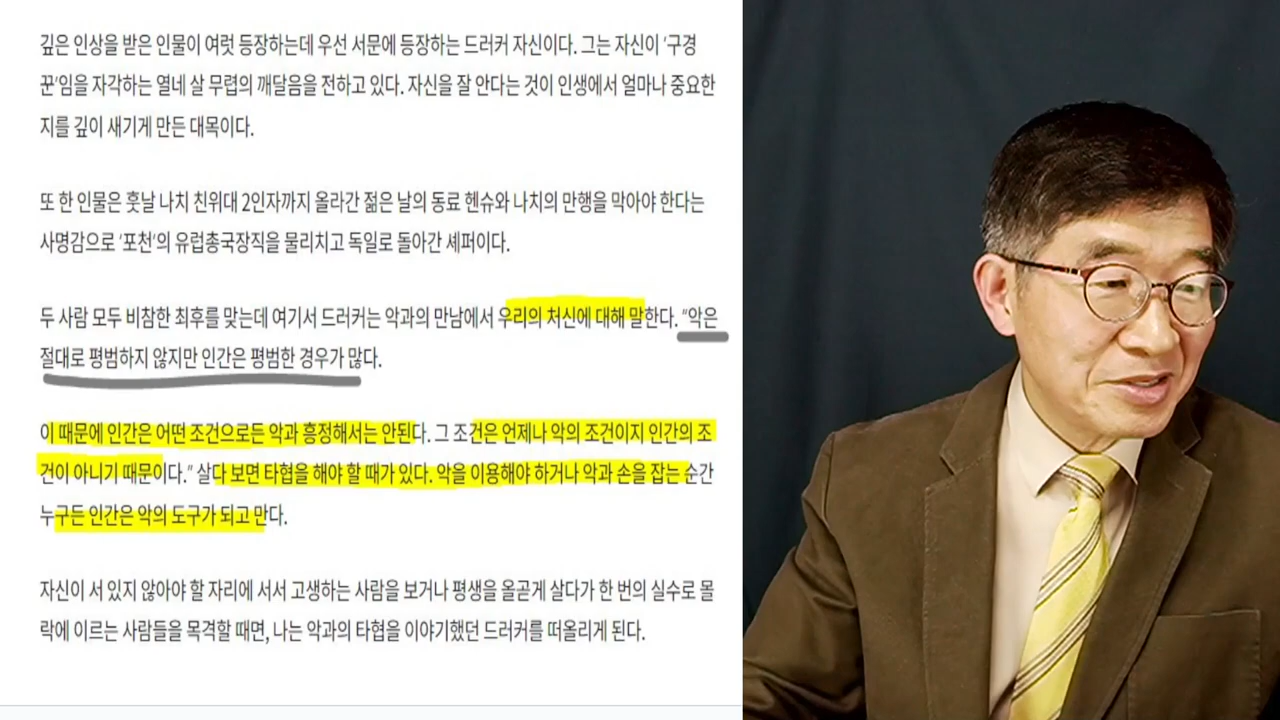 깊은 인상을 받은 인물이 여럿 등장하는데 우선 서문에 등장하는 드러커 자신이다. 그는 자신이 '구경
꾼'임을 자각하는 열네 살 무렵의 깨달음을 전하고 있다. 자신을 잘 안다는 것이 인생에서 얼마나 중요한
지를 깊이 새기게 만든 대목이다.
또 한 인물은 훗날 나치 친위대 2인자까지 올라간 젊은 날의 동료 헨슈와 나치의 만행을 막아야 한다는
사명감으로 '포천'의 유럽총국장직을 물리치고 독일로 돌아간 셰퍼이다.
두 사람 모두 비참한 최후를 맞는데 여기서 드러커는 악과의 만남에서 우리의 처신에 대해 말한다. "악은
절대로 평범하지 않지만 인간은 평범한 경우가 많다.
이 때문에 인간은 어떤 조건으로든 악과 흥정해서는 안된다. 그 조건은 언제나 악의 조건이지 인간의 조
건이 아니기 때문이다." 살다 보면 타협을 해야 할 때가 있다. 악을 이용해야 하거나 악과 손을 잡는 순간
누구든 인간은 악의 도구가 되고 만다.
자신이 서 있지 않아야 할 자리에 서서 고생하는 사람을 보거나 평생을 올곧게 살다가 한 번의 실수로 몰
락에 이르는 사람들을 목격할 때면, 나는 악과의 타협을 이야기했던 드러커를 떠올리게 된다.